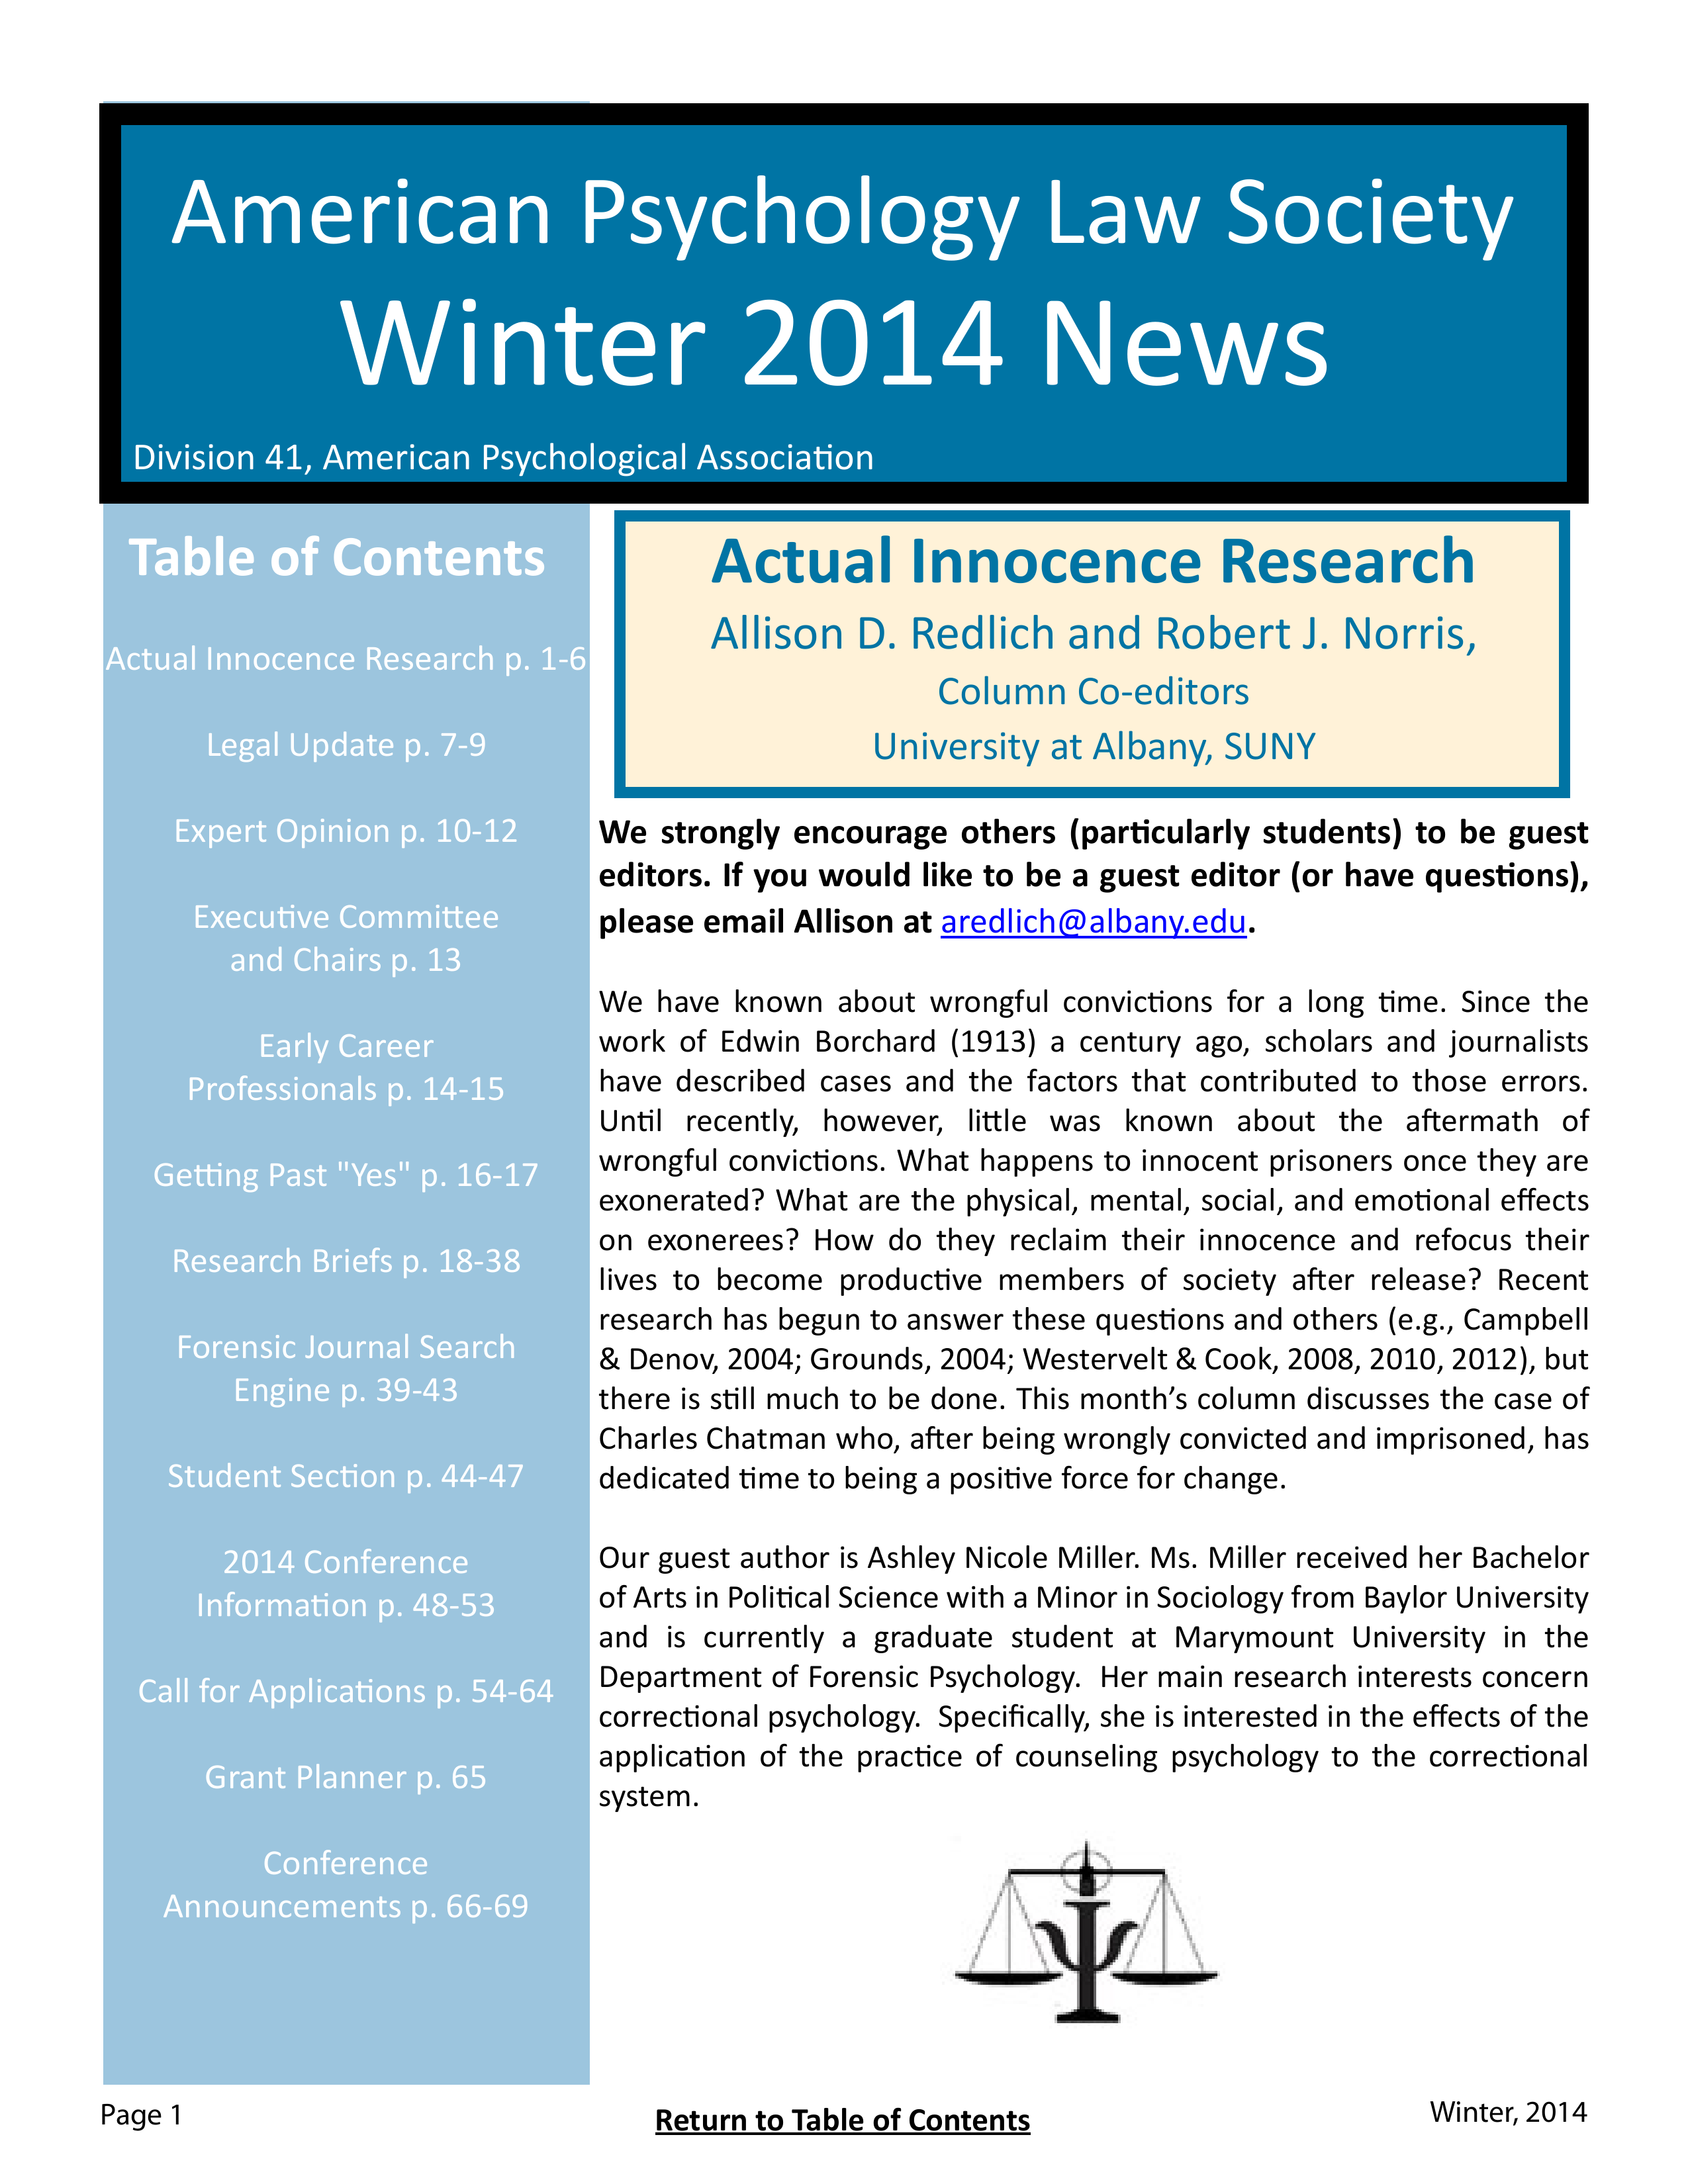 American Psychology Law Society
Winter 2014 News
Division 41, American Psychological Association
Table of Contents
Actual Innocence Research p. 1-6
Legal Update p. 7-9
Expert Opinion p. 10-12
Executive Committee
and Chairs p. 13
Early Career
Professionals p. 14-15
Getting Past "Yes" p. 16-17
Research Briefs p. 18-38
Forensic Journal Search
Engine p. 39-43
Student Section p. 44-47
2014 Conference
Information p. 48-53
Call for Applications p. 54-64
Grant Planner p. 65
Conference
Announcements p. 66-69
Actual Innocence Research
Allison D. Redlich and Robert J. Norris,
Column Co-editors
University at Albany, SUNY
We strongly encourage others (particularly students) to be guest
editors. If you would like to be a guest editor (or have questions),
please email Allison at aredlich@albany.edu.
We have known about wrongful convictions for a long time. Since the
work of Edwin Borchard (1913) a century ago, scholars and journalists
have described cases and the factors that contributed to those errors.
Until recently, however, little was known about the aftermath of
wrongful convictions. What happens to innocent prisoners once they are
exonerated? What are the physical, mental, social, and emotional effects
on exonerees? How do they reclaim their innocence and refocus their
lives to become productive members of society after release? Recent
research has begun to answer these questions and others (e.g., Campbell
& Denov, 2004; Grounds, 2004; Westervelt & Cook, 2008, 2010, 2012), but
there is still much to be done. This month’s column discusses the case of
Charles Chatman who, after being wrongly convicted and imprisoned, has
dedicated time to being a positive force for change.
Our guest author is Ashley Nicole Miller. Ms. Miller received her Bachelor
of Arts in Political Science with a Minor in Sociology from Baylor University
and is currently a graduate student at Marymount University in the
Department of Forensic Psychology.  Her main research interests concern
correctional psychology.  Specifically, she is interested in the effects of the
application of the practice of counseling psychology to the correctional
system.
Page 1
Return to Table of Contents
Winter, 2014